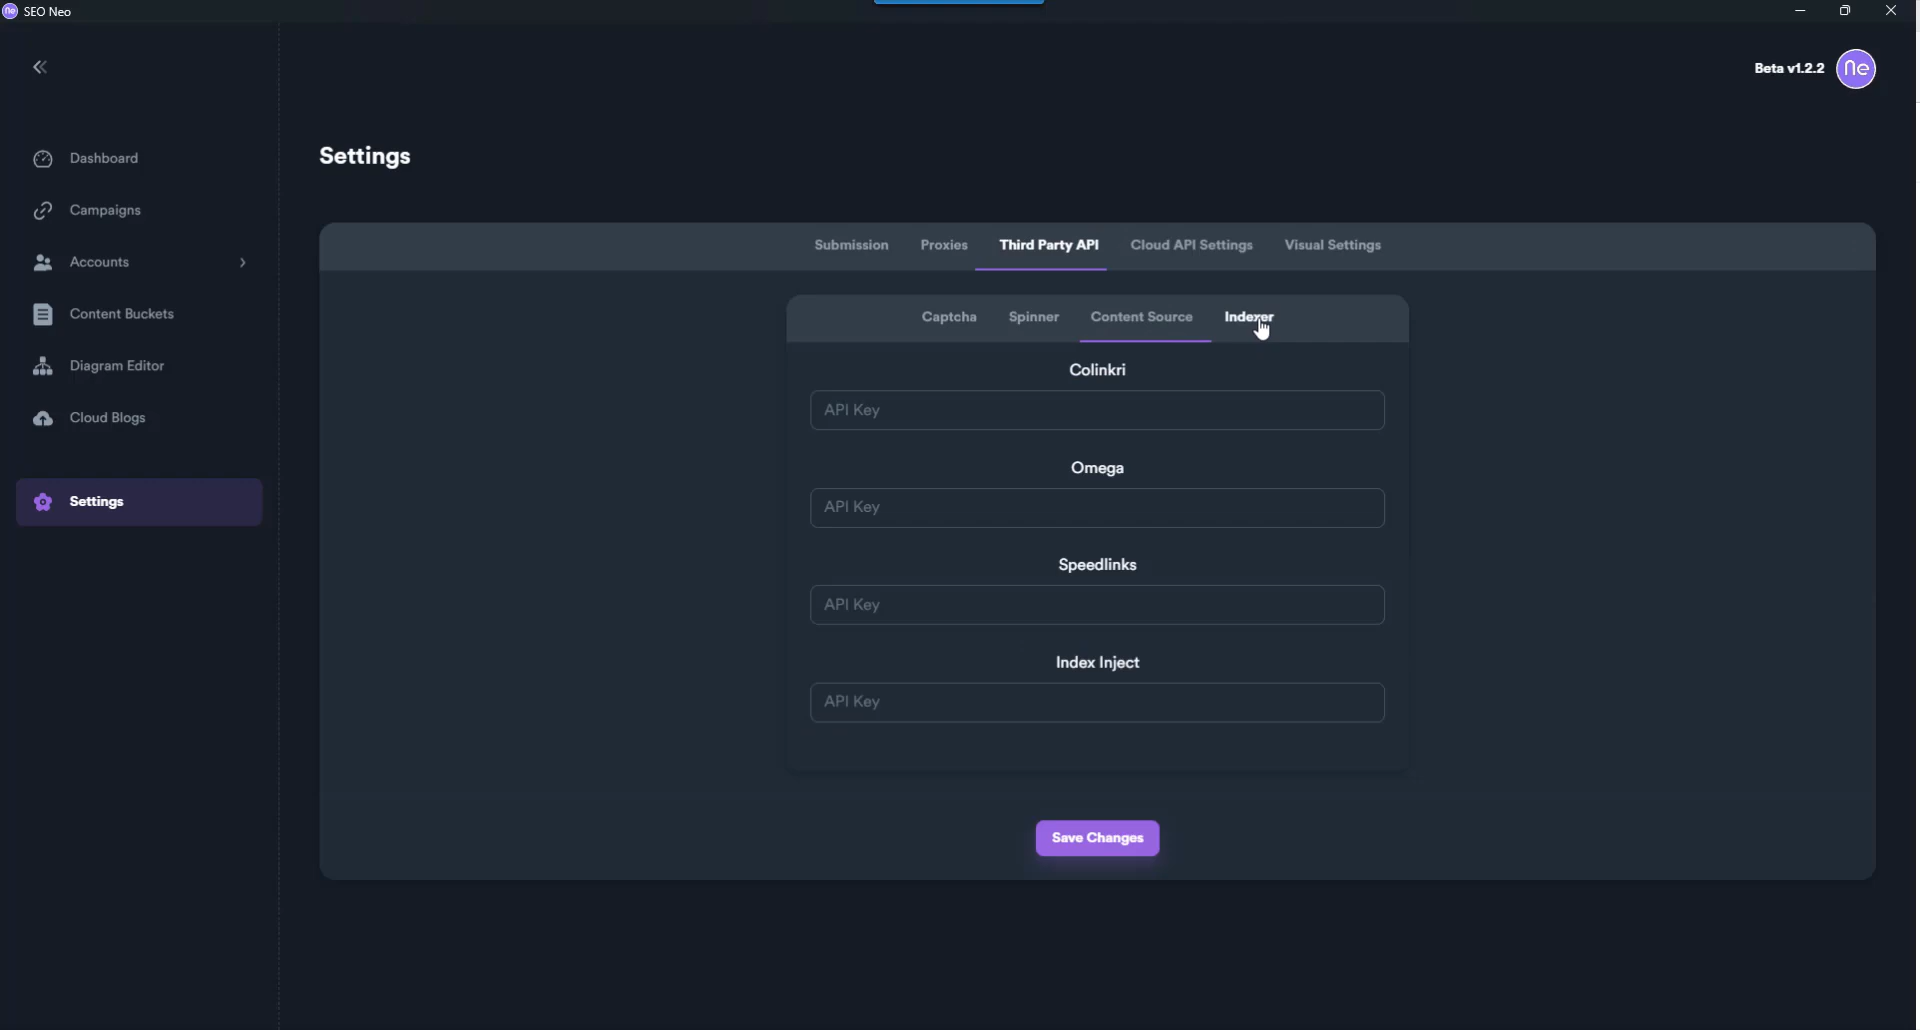 Ne SEO Neo
Beta v1.2.2 Ne
Dashboard
Campaigns
Accounts
Content Buckets
Diagram Editor
Cloud Blogs
Settings
Settings
Submission Proxies Third Party API Cloud API Settings Visual Settings
Captcha Spinner Content Source Indexer
Colinkri
API Key
Omega
API Key
Speedlinks
API Key
Index Inject
API Key
Save Changes